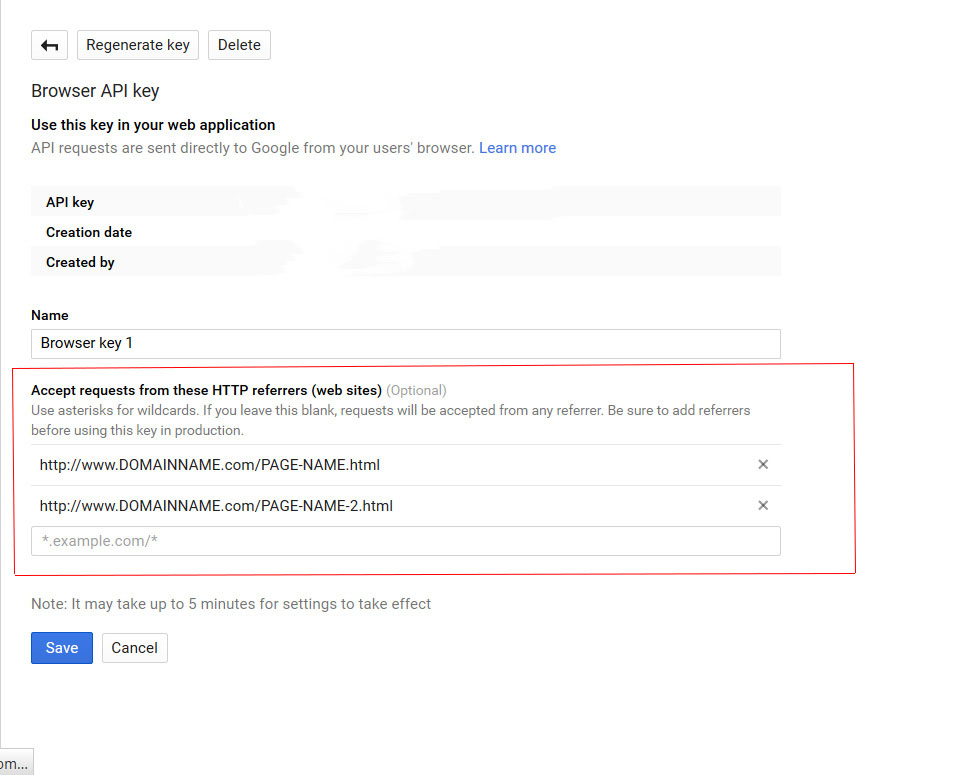 Regenerate key Delete
Browser API key
Use this key in your web application
API requests are sent directly to Google from your users' browser. Learn more
API key
Creation date
Created by
Name
Browser key 1
Accept requests from these HTTP referrers (web sites) (Optional)
Use asterisks for wildcards. If you leave this blank, requests will be accepted from any referrer. Be sure to add referrers
before using this key in production.
http://www.DOMAINNAME.com/PAGE-NAME.html ×
http://www.DOMAINNAME.com/PAGE-NAME-2.html ×
*.example.com/*
Note: It may take up to 5 minutes for settings to take effect
Save Cancel
om...